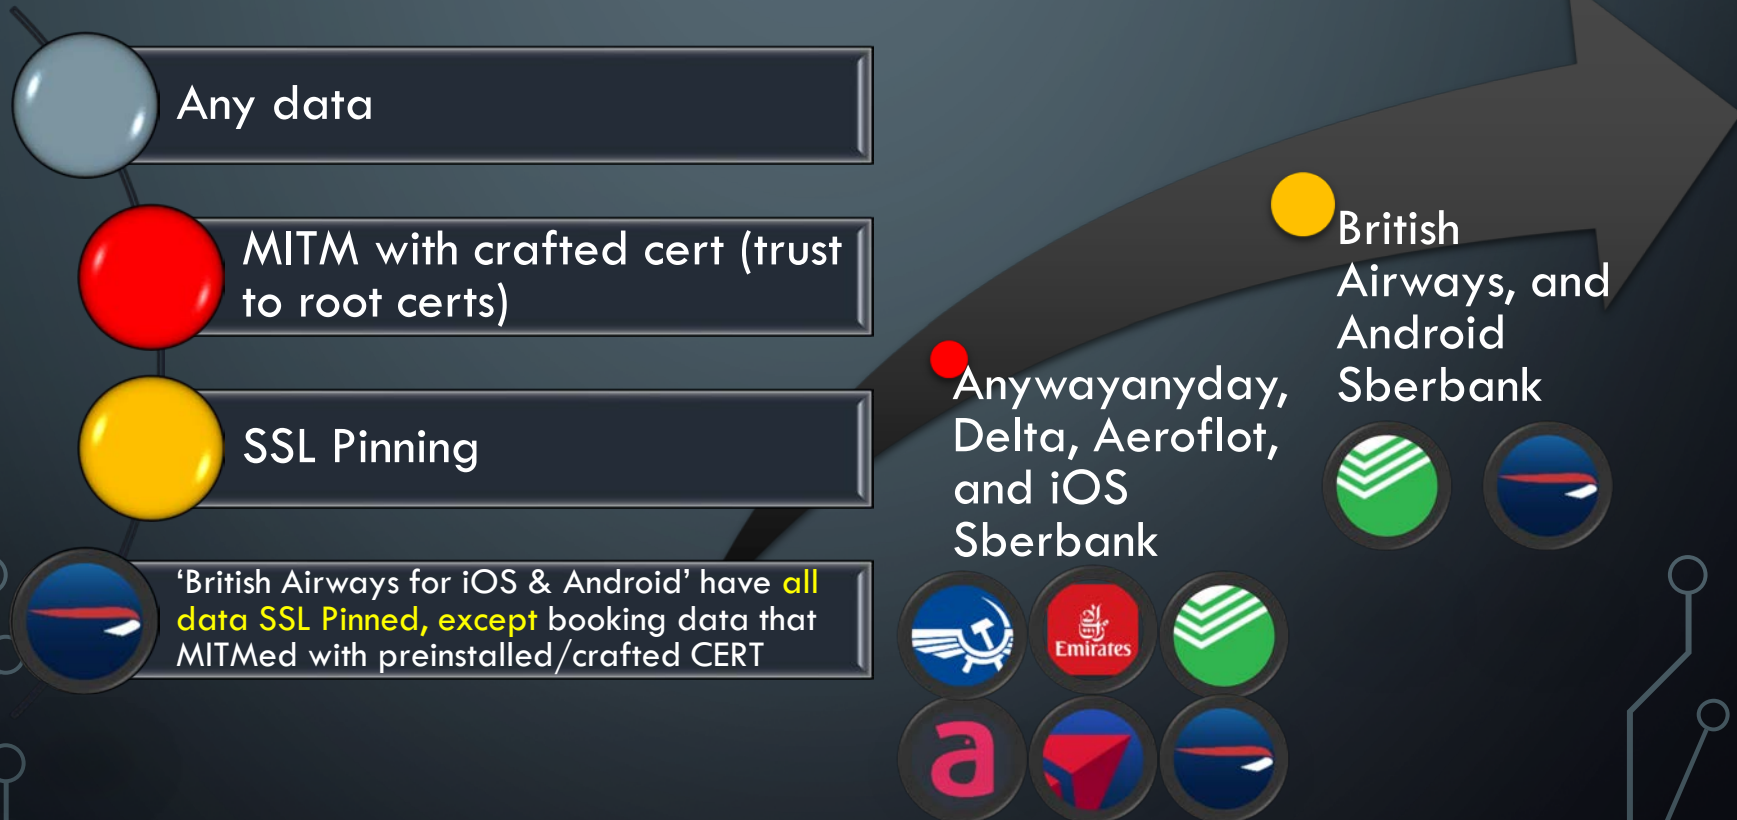 Any data
MITM with crafted cert (trust
to root certs)
SSL Pinning
‘British Airways for iOS & Android’ have all
data SSL Pinned, except booking data that
MITMed with preinstalled/crafted CERT
Anywayanyday,
Delta, Aeroflot,
and iOS
Sberbank
British
Airways, and
Android
Sberbank
Emirates
a